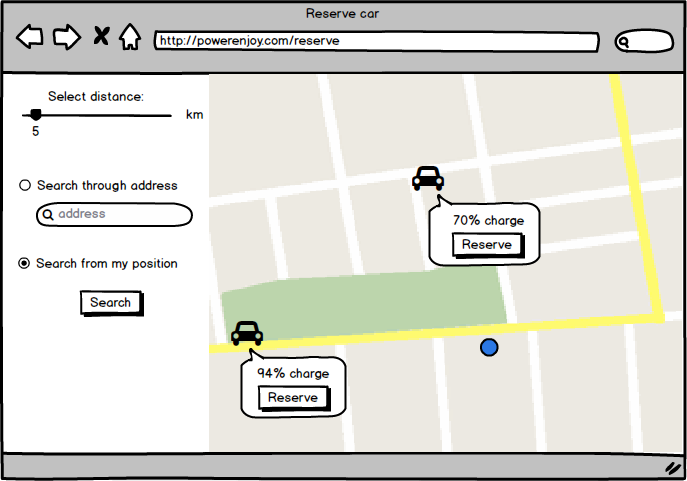 Reserve car
http://powerenjoy.com/reserve
Select distance:
km
5
Search through address
address
Search from my position
Search
70% charge
Reserve
94% charge
Reserve